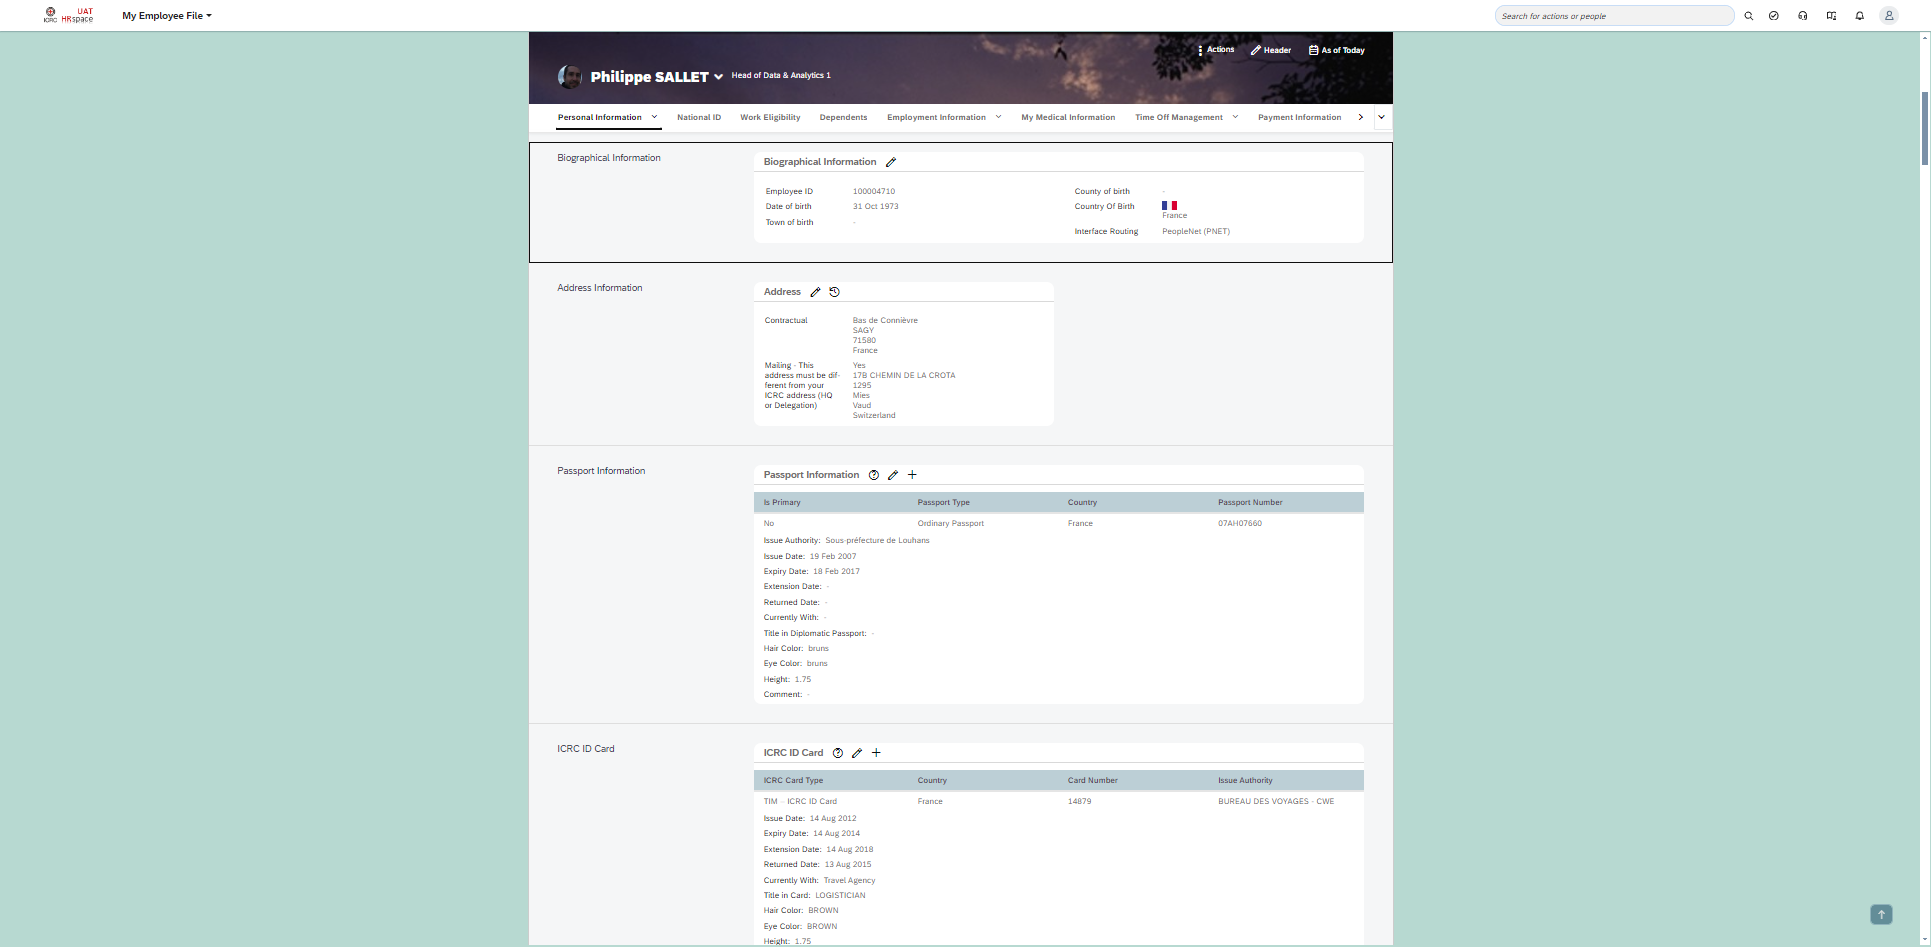 ICRC
UAT
HRspace
My Employee File
Search for actions or people
Actions
Header
As of Today
Philippe SALLET
Head of Data & Analytics 1
Personal Information
National ID
Work Eligibility
Dependents
Employment Information
My Medical Information
Time Off Management
Payment Information
Biographical Information
Biographical Information
Employee ID 100004710
Date of birth 31 Oct 1973
Town of birth -
County of birth -
Country Of Birth
France
Interface Routing PeopleNet (PNET)
Address Information
Address
Contractual Bas de Connièvre
SAGY
71580
France
Mailing - This Yes
address must be dif- 17B CHEMIN DE LA CROTA
ferent from your 1295
ICRC address (HQ Mies
or Delegation) Vaud
Switzerland
Passport Information
Passport Information
Is Primary Passport Type Country Passport Number
No Ordinary Passport France 07AH07660
Issue Authority: Sous-préfecture de Louhans
Issue Date: 19 Feb 2007
Expiry Date: 18 Feb 2017
Extension Date: -
Returned Date: -
Currently With: -
Title in Diplomatic Passport: -
Hair Color: bruns
Eye Color: bruns
Height: 1.75
Comment: -
ICRC ID Card
ICRC ID Card
ICRC Card Type Country Card Number Issue Authority
TIM - ICRC ID Card France 14879 BUREAU DES VOYAGES - CWE
Issue Date: 14 Aug 2012
Expiry Date: 14 Aug 2014
Extension Date: 14 Aug 2018
Returned Date: 13 Aug 2015
Currently With: Travel Agency
Title in Card: LOGISTICIAN
Hair Color: BROWN
Eye Color: BROWN
Height: 1.75